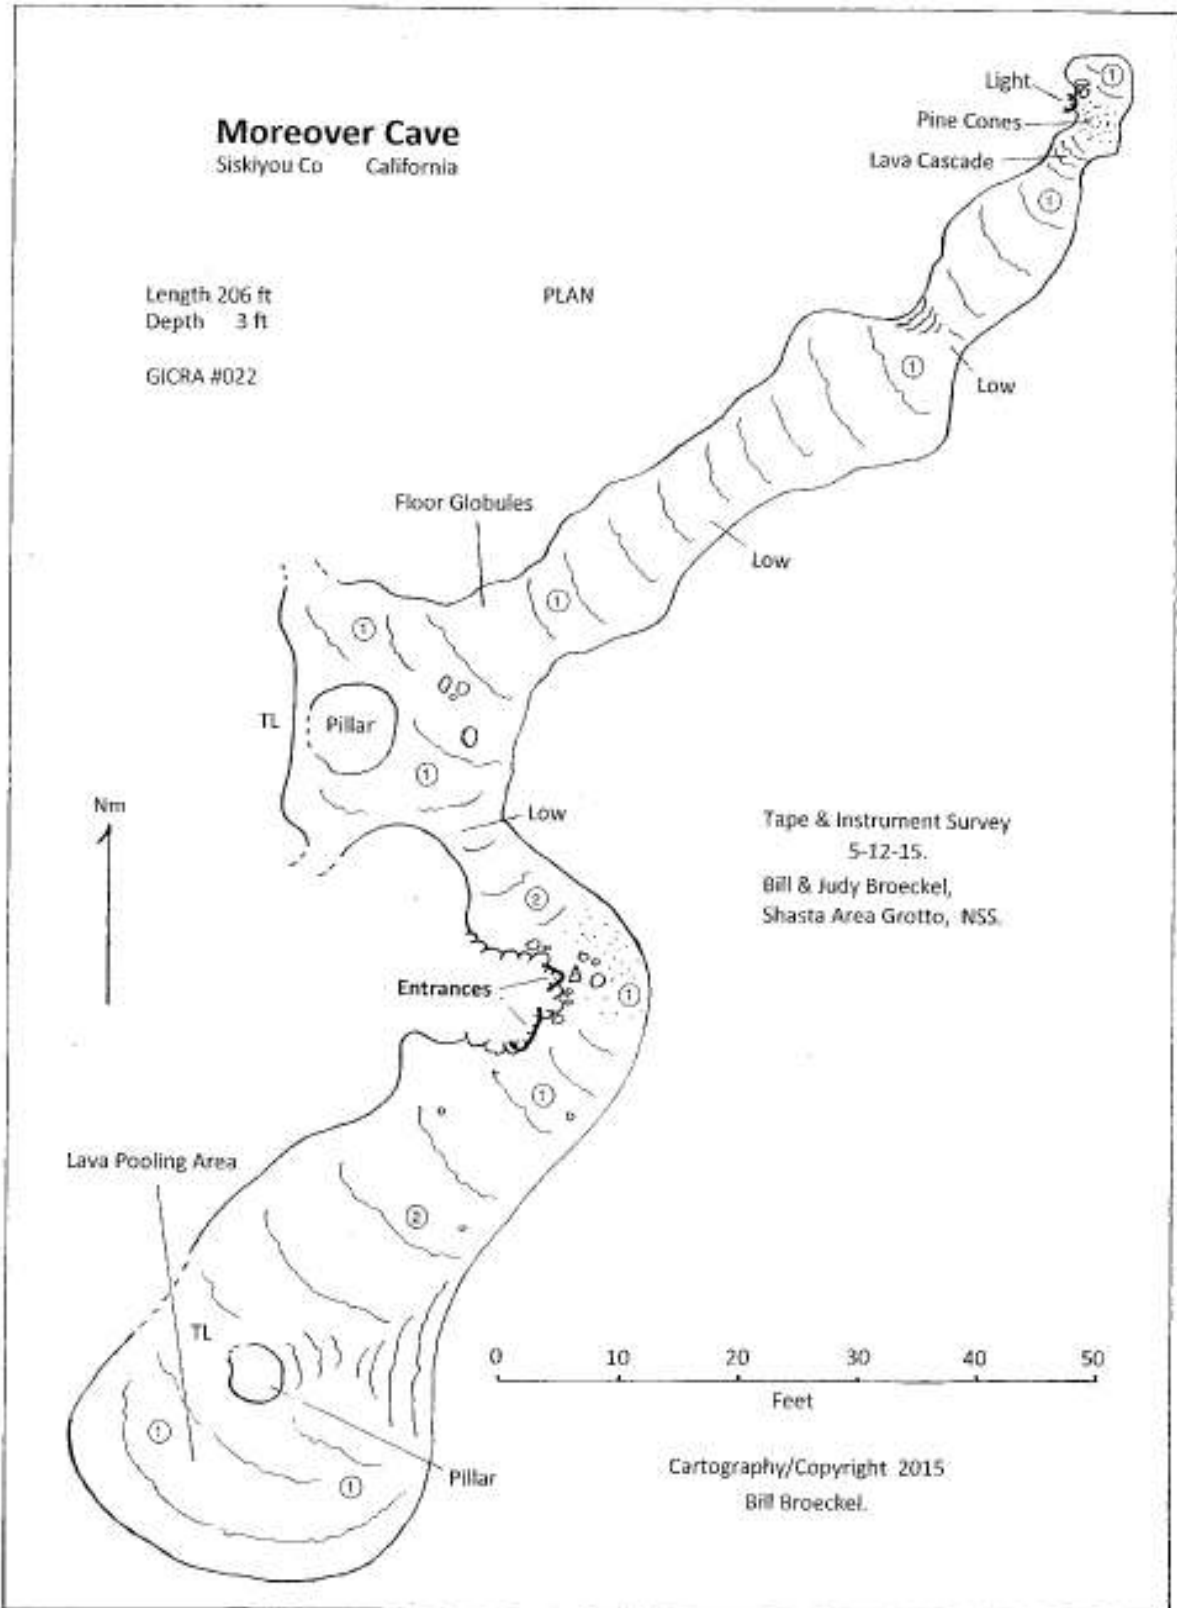 Moreover Cave
Siskiyou Co California
Length 206 ft
Depth 3 ft
GICRA #022
PLAN
Light
Pine Cones
Lava Cascade
1
1
1
Low
Floor Globules
Low
1
1
TL
Pillar
1
Nm
Low
Tape & Instrument Survey
5-12-15.
Bill & Judy Broeckel,
Shasta Area Grotto, NSS.
2
Entrances
1
1
Lava Pooling Area
2
TL
0 10 20 30 40 50
Feet
1
1
Pillar
Cartography/Copyright 2015
Bill Broeckel.